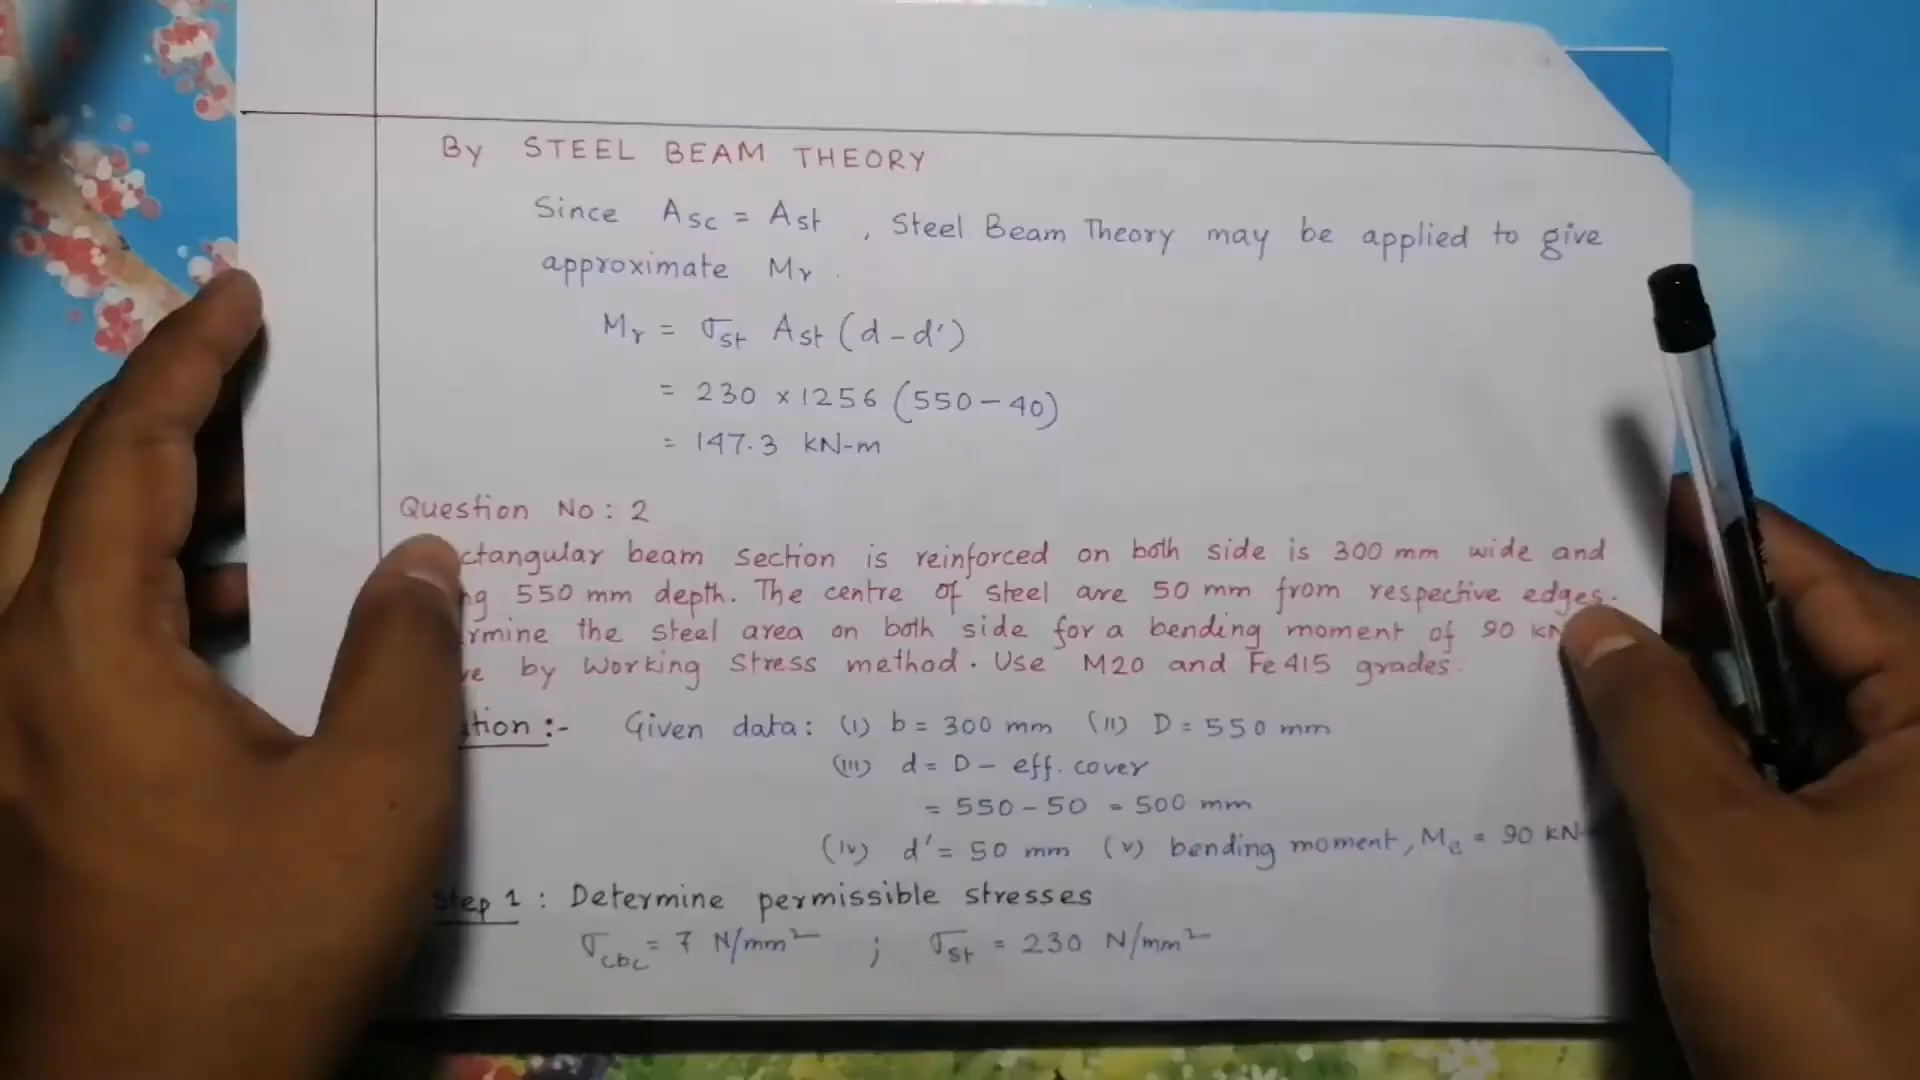 By STEEL BEAM THEORY
Since Asc = Ast , Steel Beam Theory may be applied to give
approximate Mr .
Mr = σst Ast (d-d')
= 230 × 1256 (550-40)
= 147.3 kN-m
Question No: 2
ctangular beam section is reinforced on both side is 300 mm wide and
ng 550 mm depth. The centre of steel are 50 mm from respective edges.
rmine the steel area on both side for a bending moment of 90 kN
ve by working stress method. Use M20 and Fe 415 grades.
ution :- Given data: (i) b = 300 mm (ii) D = 550 mm
(iii) d = D - eff. cover
= 550 - 50 = 500 mm
(iv) d' = 50 mm (v) bending moment, Me = 90 kN-
Step 1 : Determine permissible stresses
σcbc = 7 N/mm² ; σst = 230 N/mm²